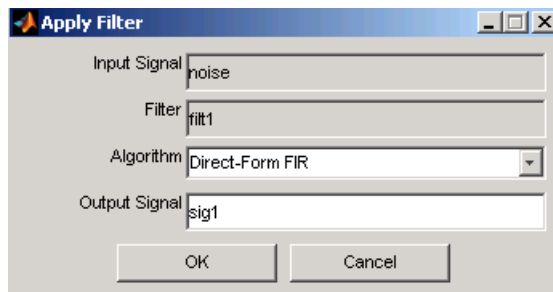 Apply Filter
Input Signal noise
Filter filt1
Algorithm Direct-Form FIR
Output Signal sig1
OK Cancel